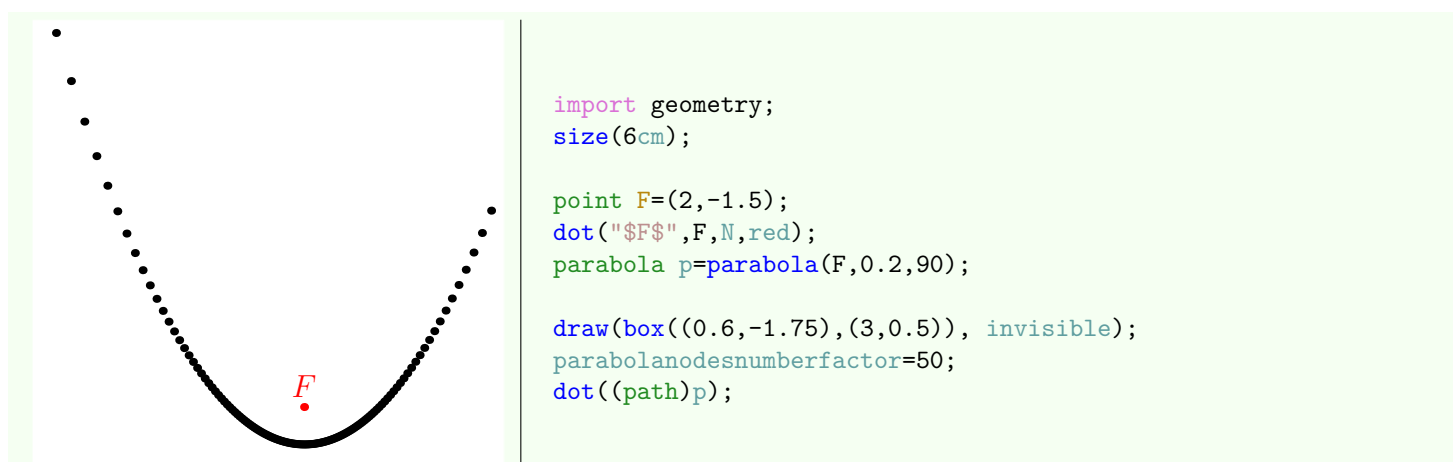 F
import geometry;
size(6cm);
point F=(2,-1.5);
dot("$F$",F,N,red);
parabola p=parabola(F,0.2,90);
draw(box((0.6,-1.75),(3,0.5)), invisible);
parabolanodesnumberfactor=50;
dot((path)p);